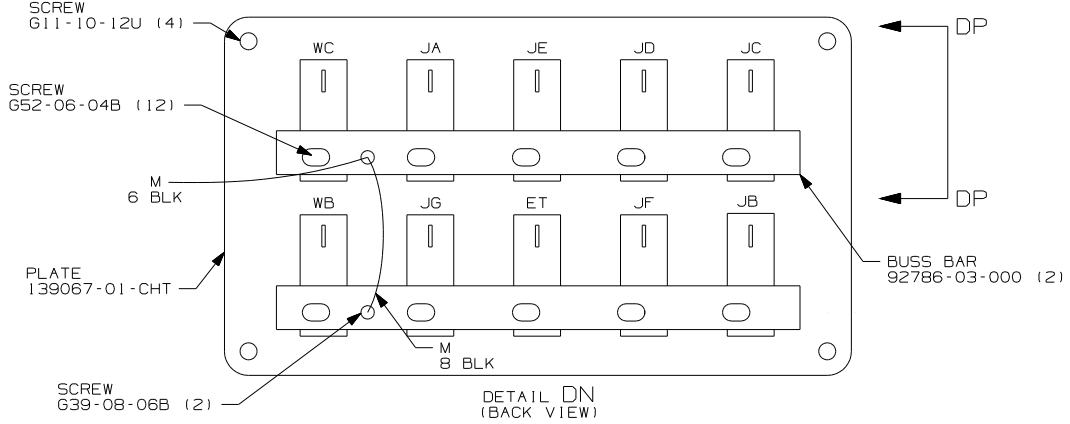 SCREW
G11-10-12U (4)
DP
WC JA JE JD JC
SCREW
G52-06-04B (12)
M
6 BLK
DP
WB JG ET JF JB
BUSS BAR
92786-03-000 (2)
PLATE
139067-01-CHT
M
8 BLK
SCREW
G39-08-06B (2)
DETAIL DN
(BACK VIEW)